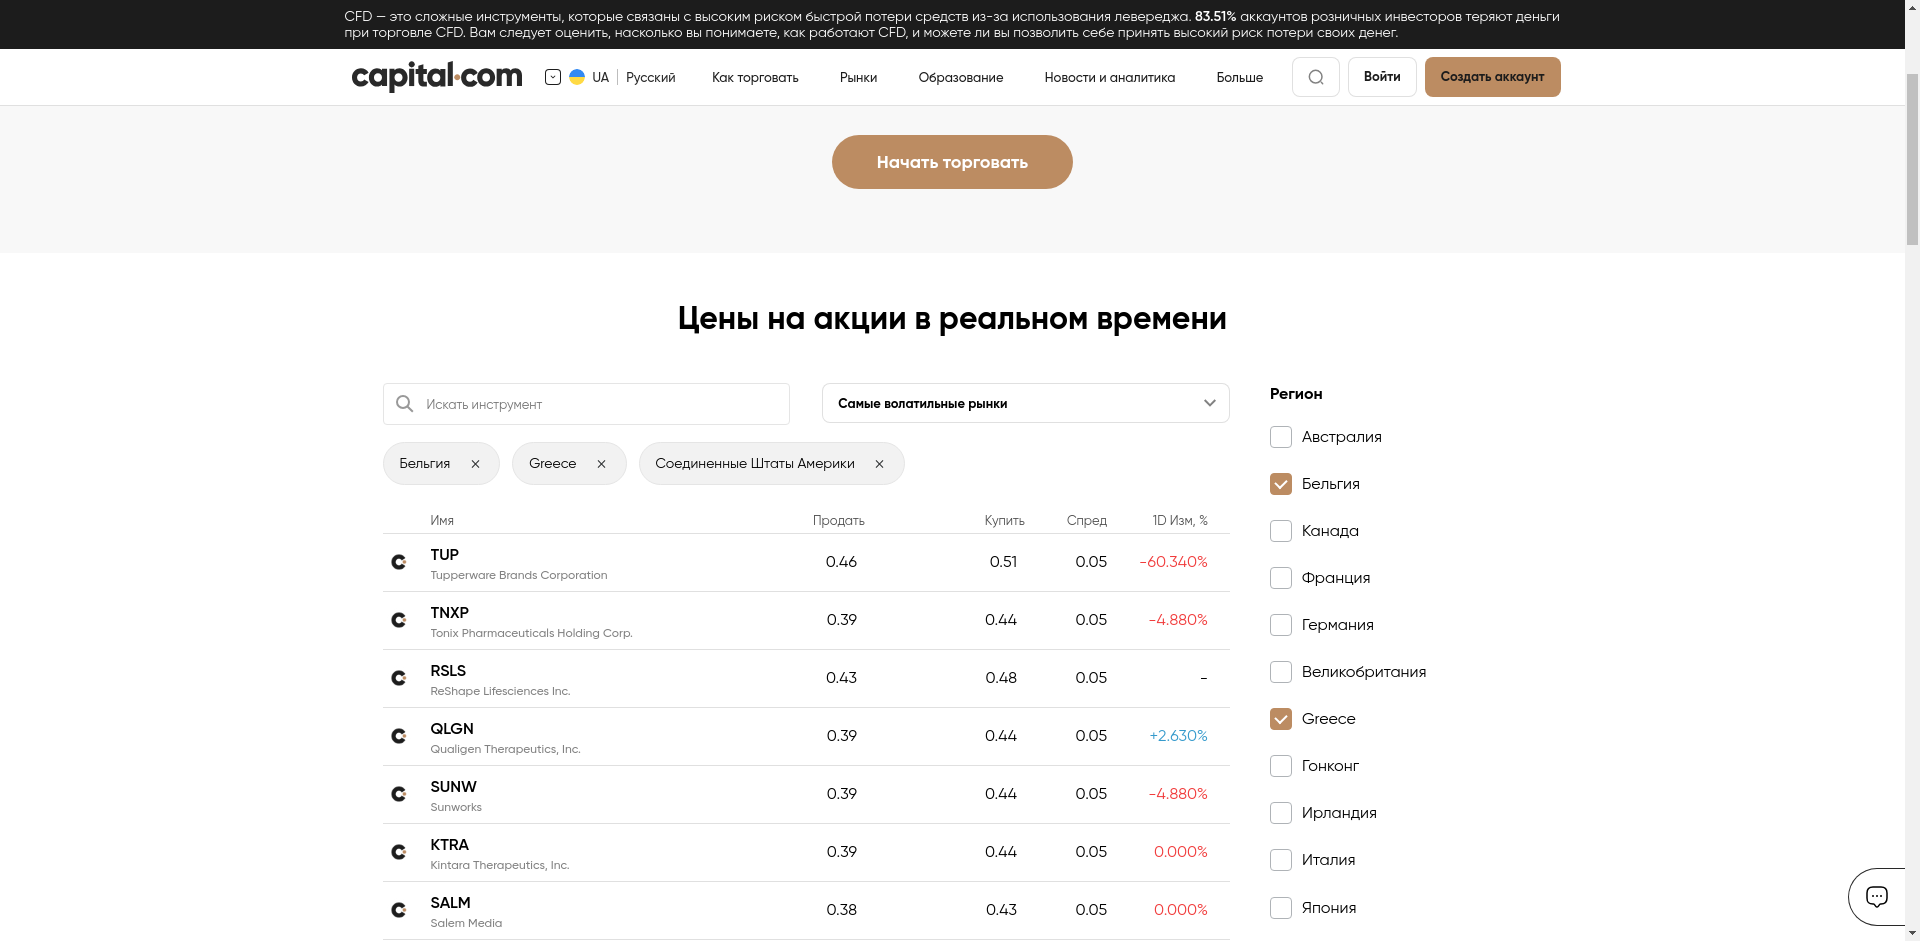 CFD — это сложные инструменты, которые связаны с высоким риском быстрой потери средств из-за использования левереджа. 83.51% аккаунтов розничных инвесторов теряют деньги
при торговле CFD. Вам следует оценить, насколько вы понимаете, как работают CFD, и можете ли вы позволить себе принять высокий риск потери своих денег.
capital.com UA Русский Как торговать Рынки Образование Новости и аналитика Больше Войти Создать аккаунт
Начать торговать
Цены на акции в реальном времени
Искать инструмент
Самые волатильные рынки
Бельгия Greece Соединенные Штаты Америки
Имя Продать Купить Спред 1D Изм, %
TUP 0.46 0.51 0.05 -60.340%
Tupperware Brands Corporation
TNXP 0.39 0.44 0.05 -4.880%
Tonix Pharmaceuticals Holding Corp.
RSLS 0.43 0.48 0.05 -
ReShape Lifesciences Inc.
QLGN 0.39 0.44 0.05 +2.630%
Qualigen Therapeutics, Inc.
SUNW 0.39 0.44 0.05 -4.880%
Sunworks
KTRA 0.39 0.44 0.05 0.000%
Kintara Therapeutics, Inc.
SALM 0.38 0.43 0.05 0.000%
Salem Media
Регион
Австралия
Бельгия
Канада
Франция
Германия
Великобритания
Greece
Гонконг
Ирландия
Италия
Япония